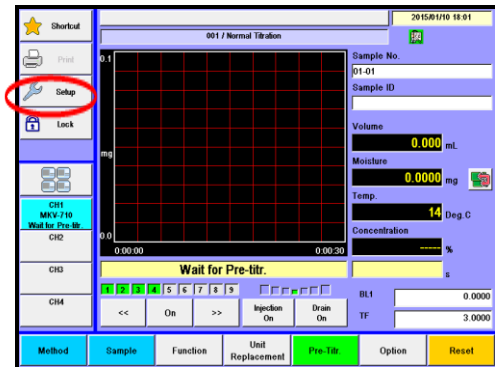 2015/01/10 18:01
Shortcut
001 / Normal Titration
Print
Setup
Lock
0.1
mg
0.0
0:00:00
0:00:30
Sample No.
01-01
Sample ID
Volume
0.000 mL
Moisture
0.0000 mg
Temp.
14 Deg.C
Concentration
----- %
s
CH1
MKV-710
Wait for Pre-titr.
CH2
CH3
CH4
Wait for Pre-titr.
1 2 3 4 5 6 7 8 9
<< On >> Injection On Drain On
BL1 0.0000
TF 3.0000
Method Sample Function Unit Replacement Pre-Titr. Option Reset